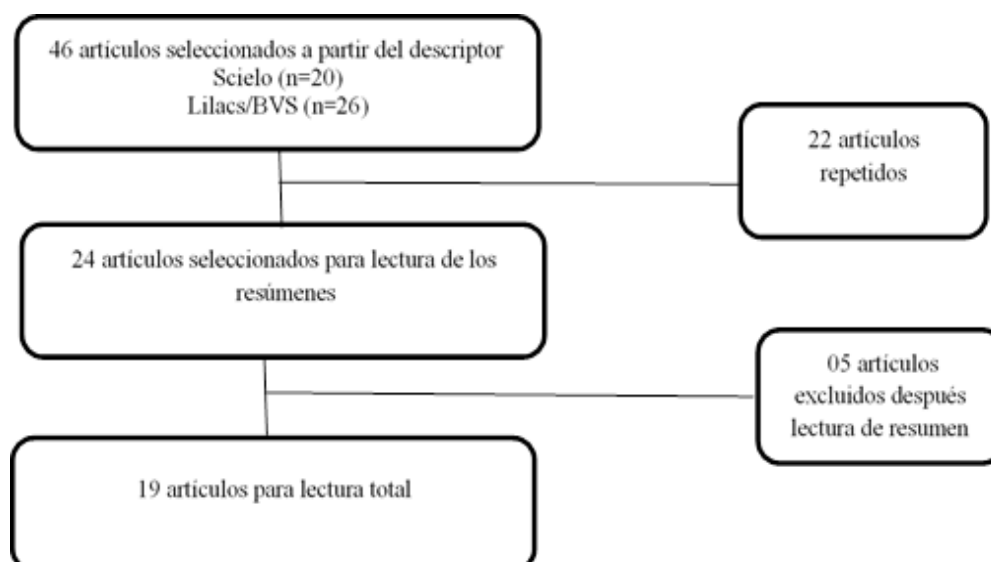 46 artículos seleccionados a partir del descriptor
Scielo (n=20)
Lilacs/BVS (n=26)
22 artículos
repetidos
24 artículos seleccionados para lectura de los
resúmenes
05 artículos
excluidos después
lectura de resumen
19 artículos para lectura total